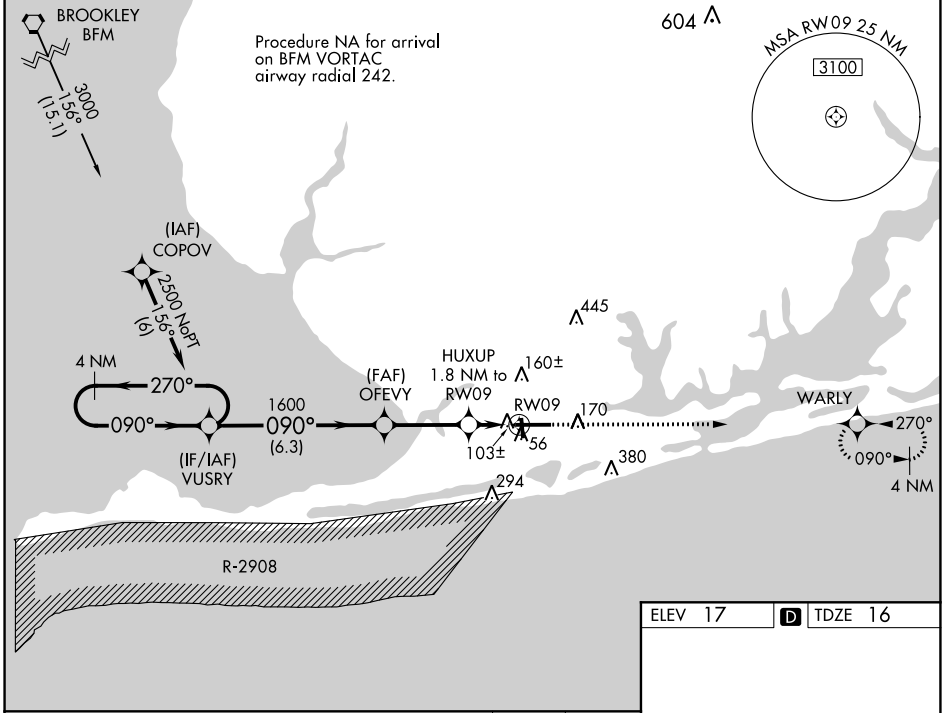 BROOKLEY
BFM
3000
156°
(15.1)
Procedure NA for arrival
on BFM VORTAC
airway radial 242.
604
MSA RW 09 25 NM
3100
(IAF)
COPOV
2500 NoPT
156°
(6)
4 NM
270°
090°
(IF/IAF)
VUSRY
1600
090°
(6.3)
(FAF)
OFEVY
HUXUP
1.8 NM to
RW09
445
160±
RW09
170
103±
56
380
294
WARLY
270°
090°
4 NM
R-2908
ELEV 17 D TDZE 16